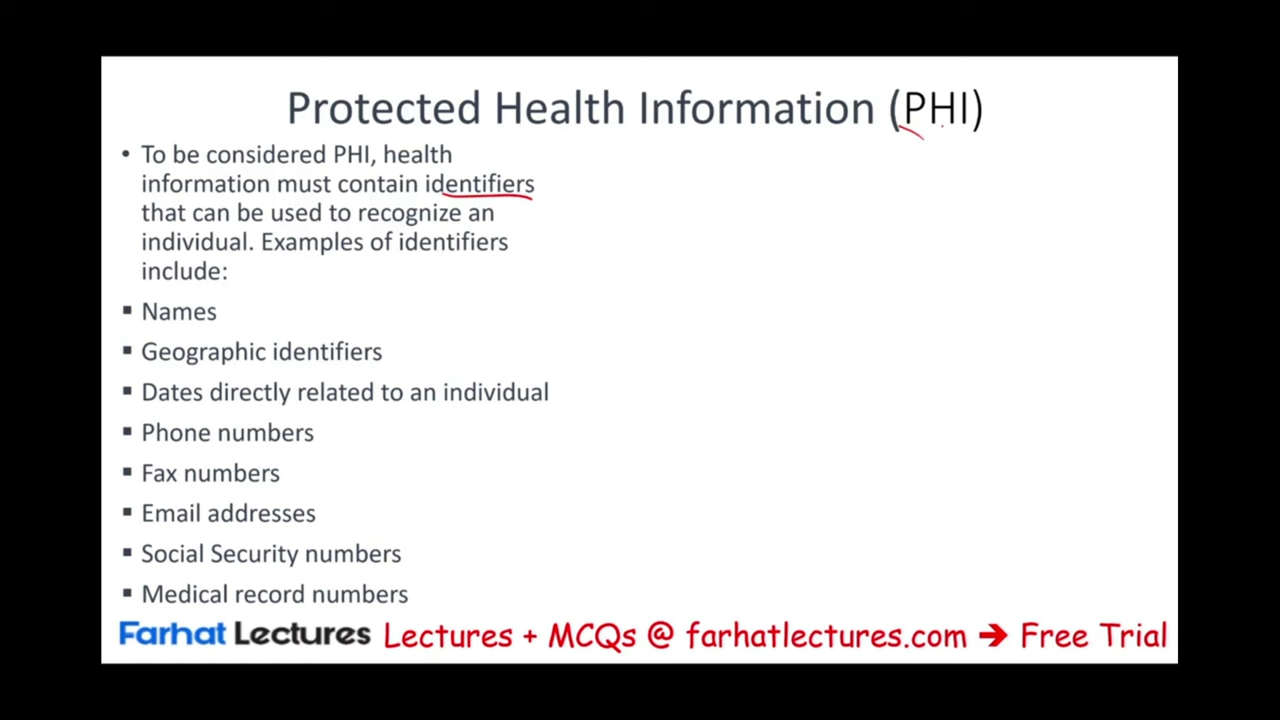 Protected Health Information (PHI)
• To be considered PHI, health
information must contain identifiers
that can be used to recognize an
individual. Examples of identifiers
include:
▪ Names
▪ Geographic identifiers
▪ Dates directly related to an individual
▪ Phone numbers
▪ Fax numbers
▪ Email addresses
▪ Social Security numbers
▪ Medical record numbers
Farhat Lectures Lectures + MCQs @ farhatlectures.com ➔ Free Trial